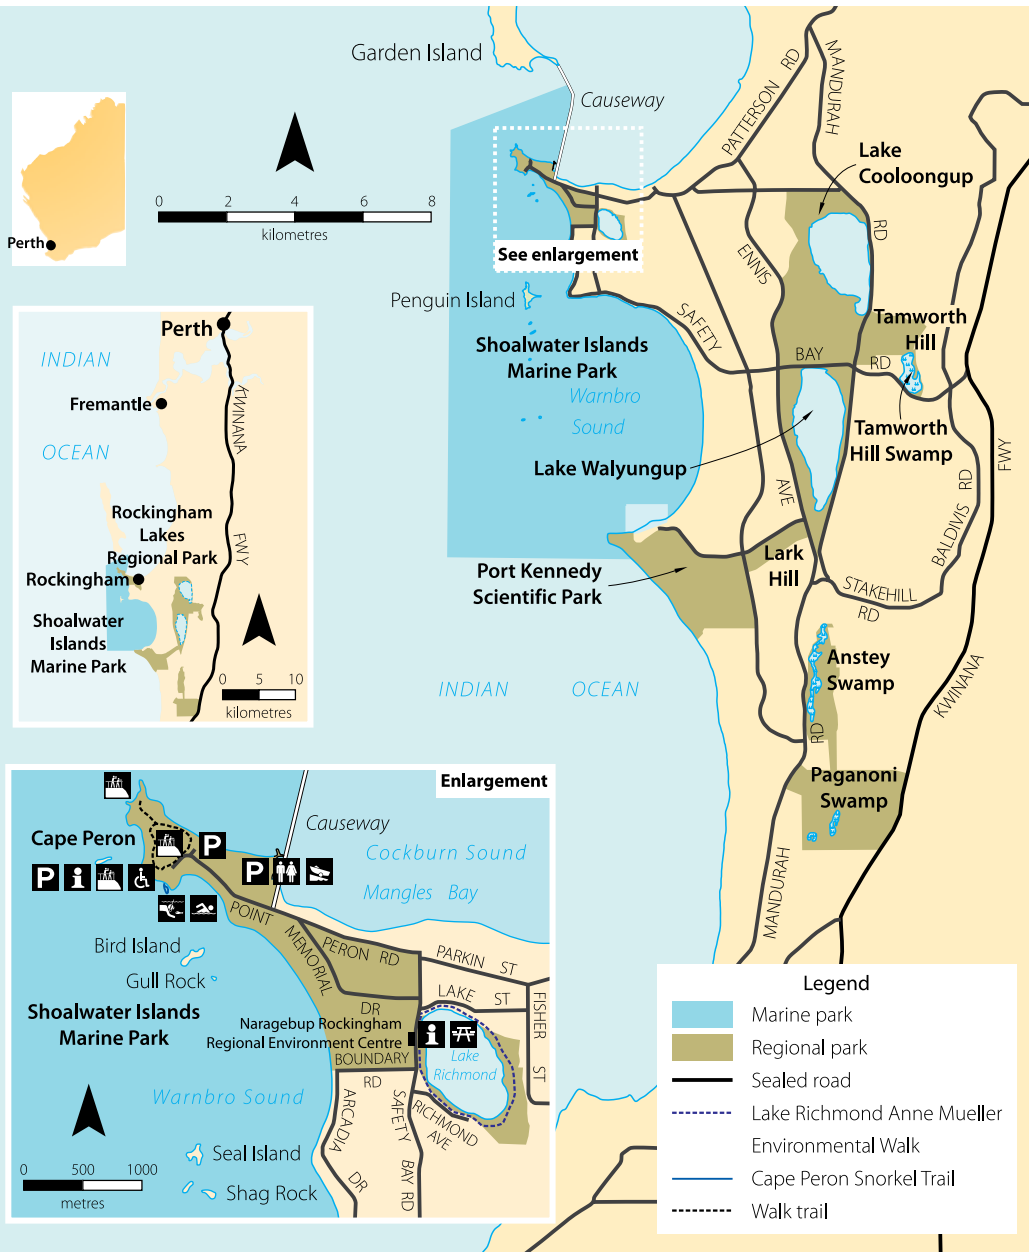 Garden Island
Causeway
PATTERSON RD
MANDURAH
RD
Lake
Cooloongup
0 2 4 6 8
kilometres
Perth
See enlargement
ENNIS
AVE
Penguin Island
SAFETY
BAY
RD
Tamworth
Hill
Shoalwater Islands
Marine Park
Warnbro
Sound
Tamworth
Hill Swamp
Lake Walyungup
FWY
BALDIVIS RD
Port Kennedy
Scientific Park
Lark
Hill
STAKEHILL
RD
Anstey
Swamp
INDIAN OCEAN
KWINANA
RD
Paganoni
Swamp
MANDURAH
Perth
INDIAN
Fremantle
KWINANA
OCEAN
Rockingham
Lakes
Regional Park
FWY
Rockingham
Shoalwater
Islands
Marine Park
0 5 10
kilometres
Enlargement
Causeway
Cape Peron
P
Cockburn Sound
P i
P
Mangles Bay
POINT
PERON RD
MEMORIAL
DR
PARKIN ST
Bird Island
Gull Rock
LAKE ST
FISHER
ST
Shoalwater Islands
Marine Park
Naragebup Rockingham
Regional Environment Centre
i
BOUNDARY
RD
Lake
Richmond
Warnbro Sound
ARCADIA
DR
SAFETY
BAY RD
RICHMOND
AVE
Seal Island
0 500 1000
metres
Shag Rock
Legend
Marine park
Regional park
Sealed road
Lake Richmond Anne Mueller
Environmental Walk
Cape Peron Snorkel Trail
Walk trail